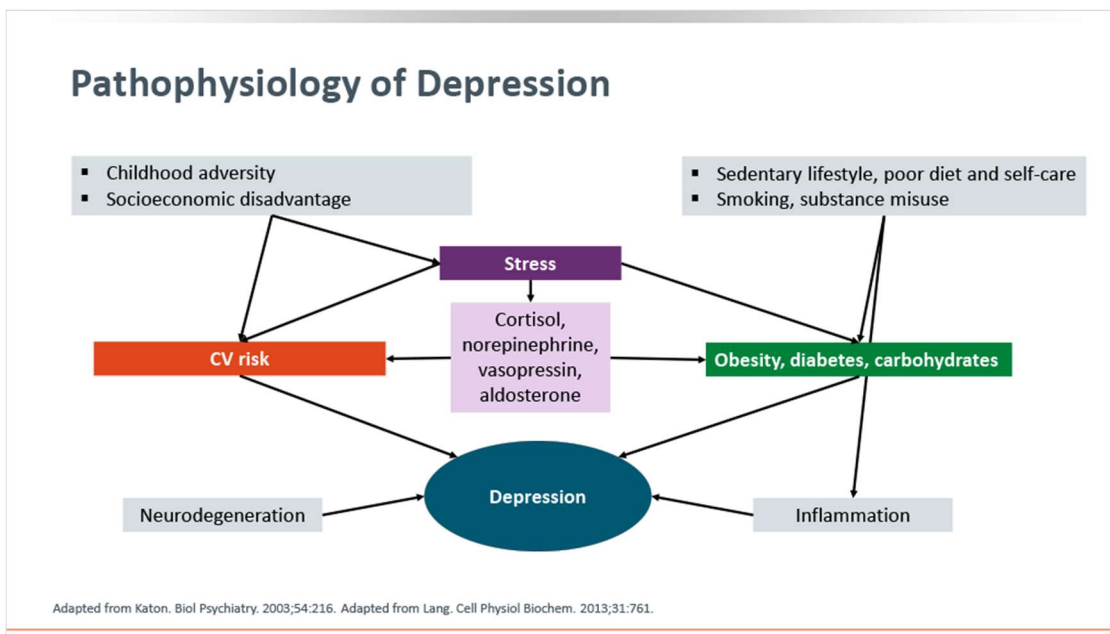 Pathophysiology of Depression
▪ Childhood adversity
▪ Socioeconomic disadvantage
▪ Sedentary lifestyle, poor diet and self-care
▪ Smoking, substance misuse
Stress
Cortisol,
norepinephrine,
vasopressin,
aldosterone
CV risk
Obesity, diabetes, carbohydrates
Depression
Neurodegeneration
Inflammation
Adapted from Katon. Biol Psychiatry. 2003;54:216. Adapted from Lang. Cell Physiol Biochem. 2013;31:761.